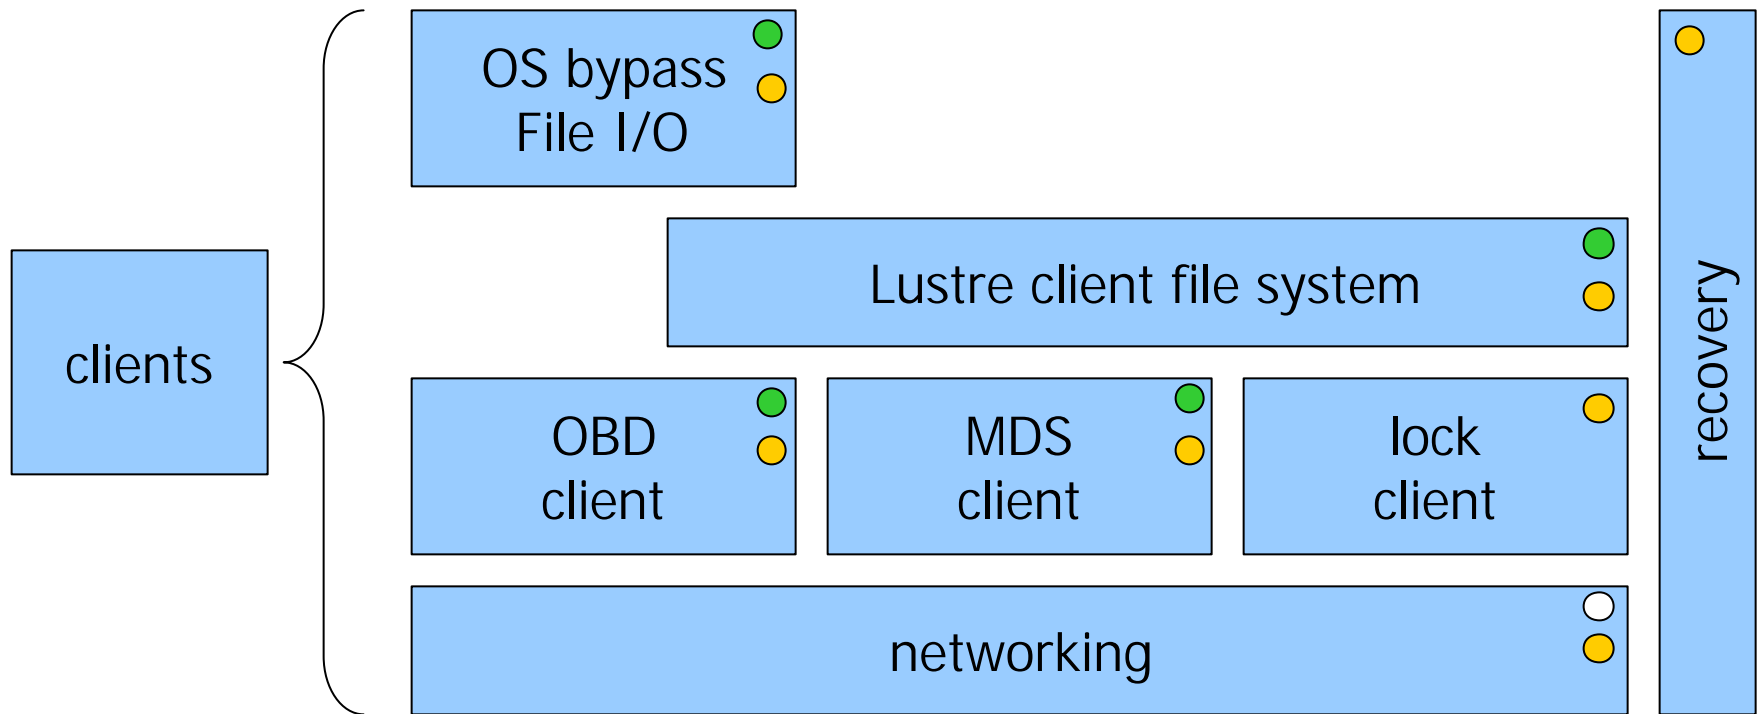 OS bypass
File I/O
Lustre client file system
clients
OBD
client
MDS
client
lock
client
networking
recovery